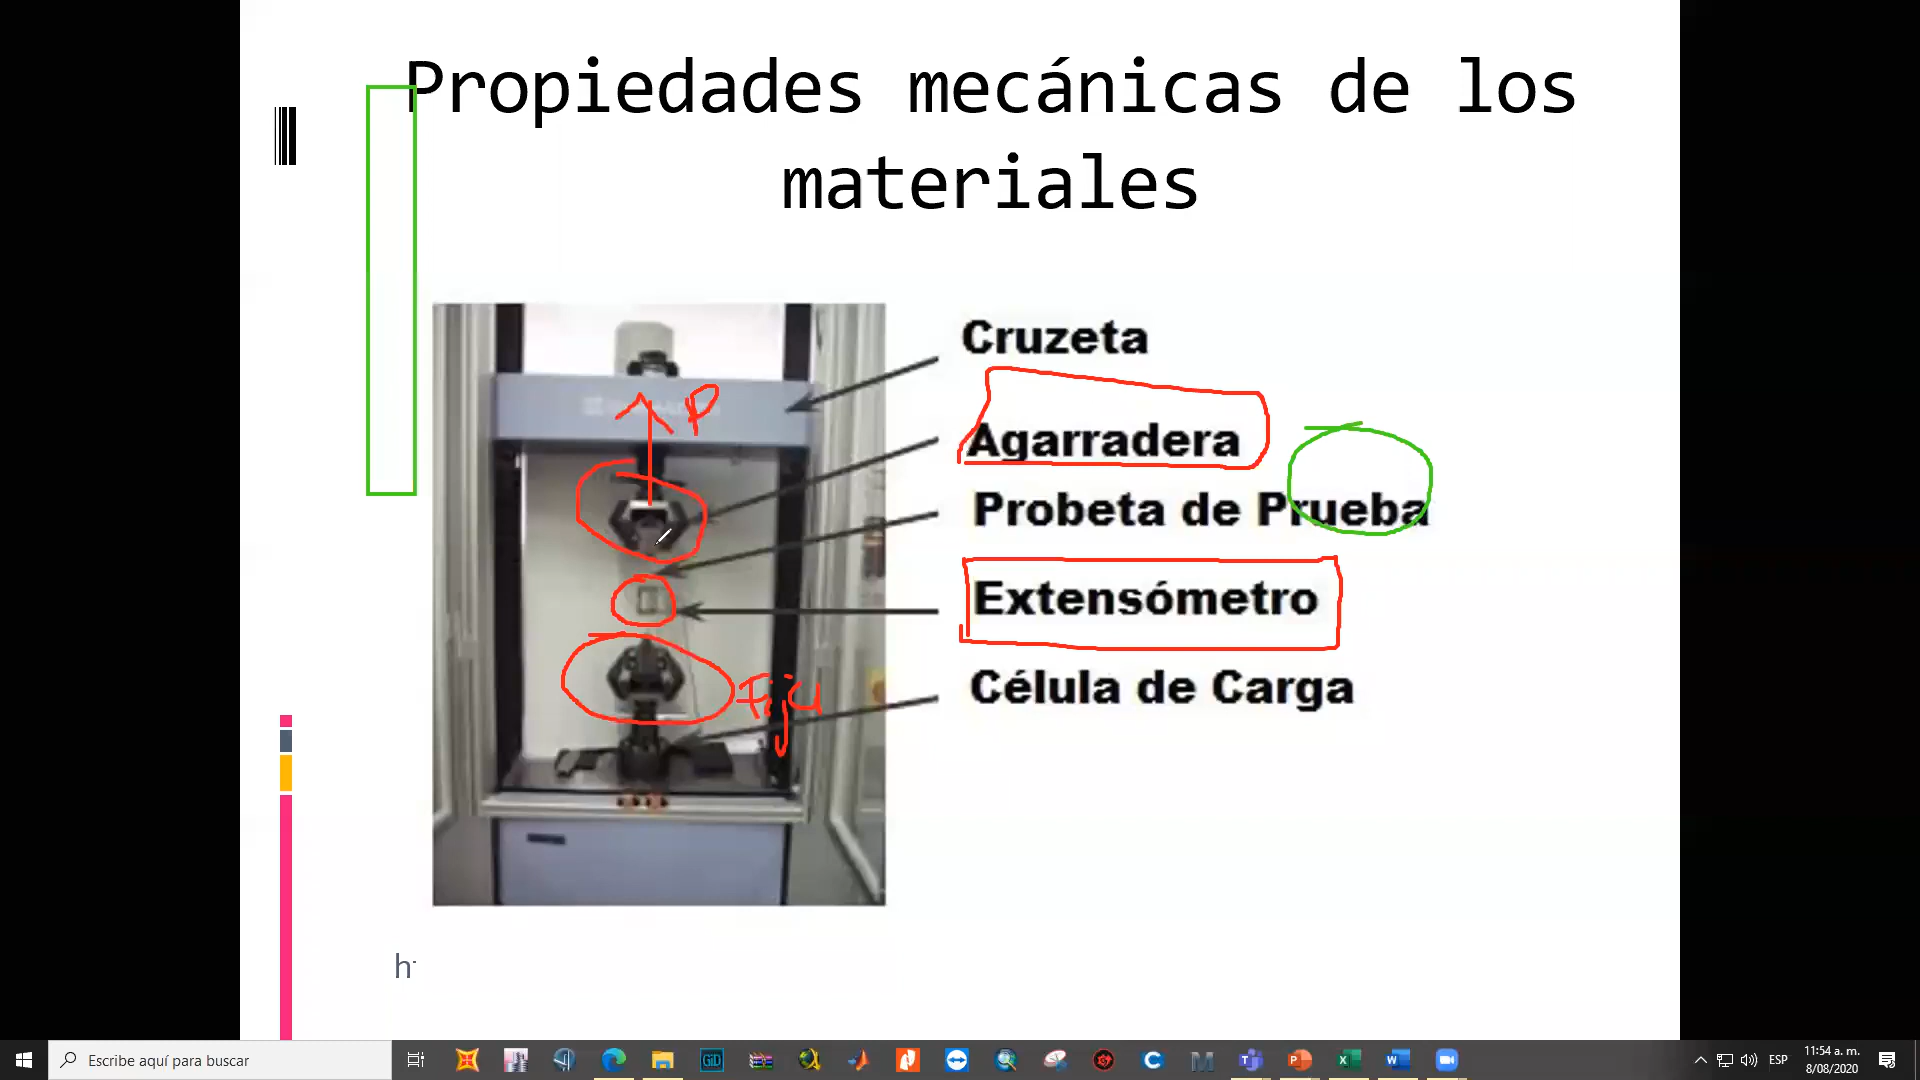 Propiedades mecánicas de los
materiales
Cruzeta
P
Agarradera
Probeta de Prueba
Extensómetro
Célula de Carga
Fija
h
Escribe aquí para buscar
GiD
ESP
11:54 a. m.
8/08/2020